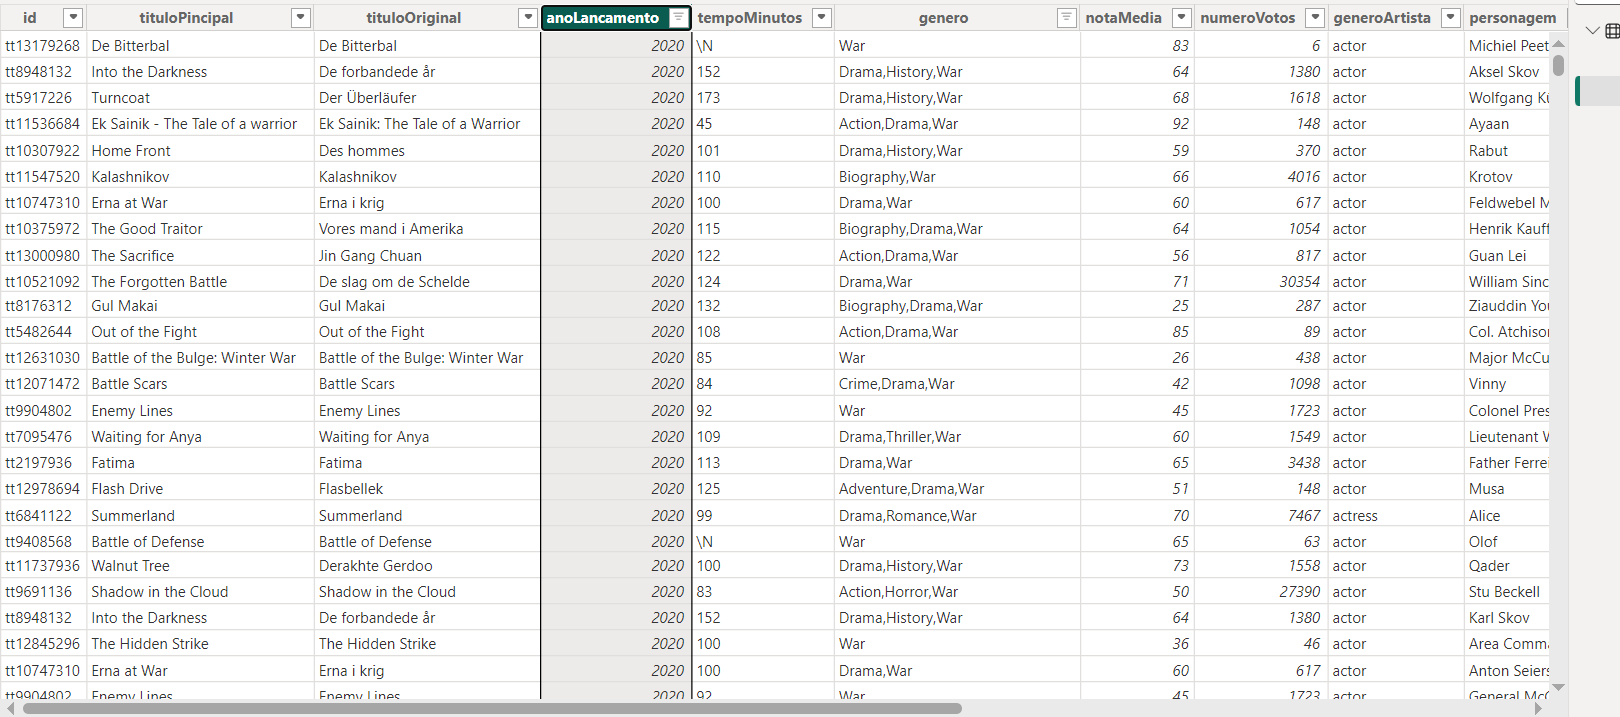 id tituloPincipal tituloOriginal anoLancamento tempoMinutos genero notaMedia numeroVotos generoArtista personagem
tt13179268 De Bitterbal De Bitterbal 2020 \N War 83 6 actor Michiel Peet
tt8948132 Into the Darkness De forbandede år 2020 152 Drama,History,War 64 1380 actor Aksel Skov
tt5917226 Turncoat Der Überläufer 2020 173 Drama,History,War 68 1618 actor Wolfgang Kü
tt11536684 Ek Sainik - The Tale of a warrior Ek Sainik: The Tale of a Warrior 2020 45 Action,Drama,War 92 148 actor Ayaan
tt10307922 Home Front Des hommes 2020 101 Drama,History,War 59 370 actor Rabut
tt11547520 Kalashnikov Kalashnikov 2020 110 Biography,War 66 4016 actor Krotov
tt10747310 Erna at War Erna i krig 2020 100 Drama,War 60 617 actor Feldwebel M
tt10375972 The Good Traitor Vores mand i Amerika 2020 115 Biography,Drama,War 64 1054 actor Henrik Kauff
tt13000980 The Sacrifice Jin Gang Chuan 2020 122 Action,Drama,War 56 817 actor Guan Lei
tt10521092 The Forgotten Battle De slag om de Schelde 2020 124 Drama,War 71 30354 actor William Sinc
tt8176312 Gul Makai Gul Makai 2020 132 Biography,Drama,War 25 287 actor Ziauddin You
tt5482644 Out of the Fight Out of the Fight 2020 108 Action,Drama,War 85 89 actor Col. Atchison
tt12631030 Battle of the Bulge: Winter War Battle of the Bulge: Winter War 2020 85 War 26 438 actor Major McCu
tt12071472 Battle Scars Battle Scars 2020 84 Crime,Drama,War 42 1098 actor Vinny
tt9904802 Enemy Lines Enemy Lines 2020 92 War 45 1723 actor Colonel Pres
tt7095476 Waiting for Anya Waiting for Anya 2020 109 Drama,Thriller,War 60 1549 actor Lieutenant
tt2197936 Fatima Fatima 2020 113 Drama,War 65 3438 actor Father Ferrei
tt12978694 Flash Drive Flasbellek 2020 125 Adventure,Drama,War 51 148 actor Musa
tt6841122 Summerland Summerland 2020 99 Drama,Romance,War 70 7467 actress Alice
tt9408568 Battle of Defense Battle of Defense 2020 \N War 65 63 actor Olof
tt11737936 Walnut Tree Derakhte Gerdoo 2020 100 Drama,History,War 73 1558 actor Qader
tt9691136 Shadow in the Cloud Shadow in the Cloud 2020 83 Action,Horror,War 50 27390 actor Stu Beckell
tt8948132 Into the Darkness De forbandede år 2020 152 Drama,History,War 64 1380 actor Karl Skov
tt12845296 The Hidden Strike The Hidden Strike 2020 100 War 36 46 actor Area Comm
tt10747310 Erna at War Erna i krig 2020 100 Drama,War 60 617 actor Anton Seiers
tt9904802 Enemy Lines Enemy Lines 2020 92 War 45 1723 actor General McC